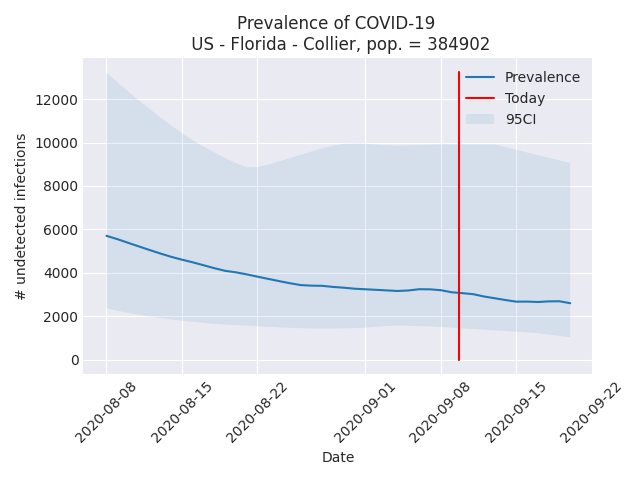 Prevalence of COVID-19
US - Florida - Collier, pop. = 384902
Prevalence
Today
95CI
12000
10000
8000
6000
4000
2000
0
# undetected infections
2020-08-08
2020-08-15
2020-08-22
2020-09-01
2020-09-08
2020-09-15
2020-09-22
Date